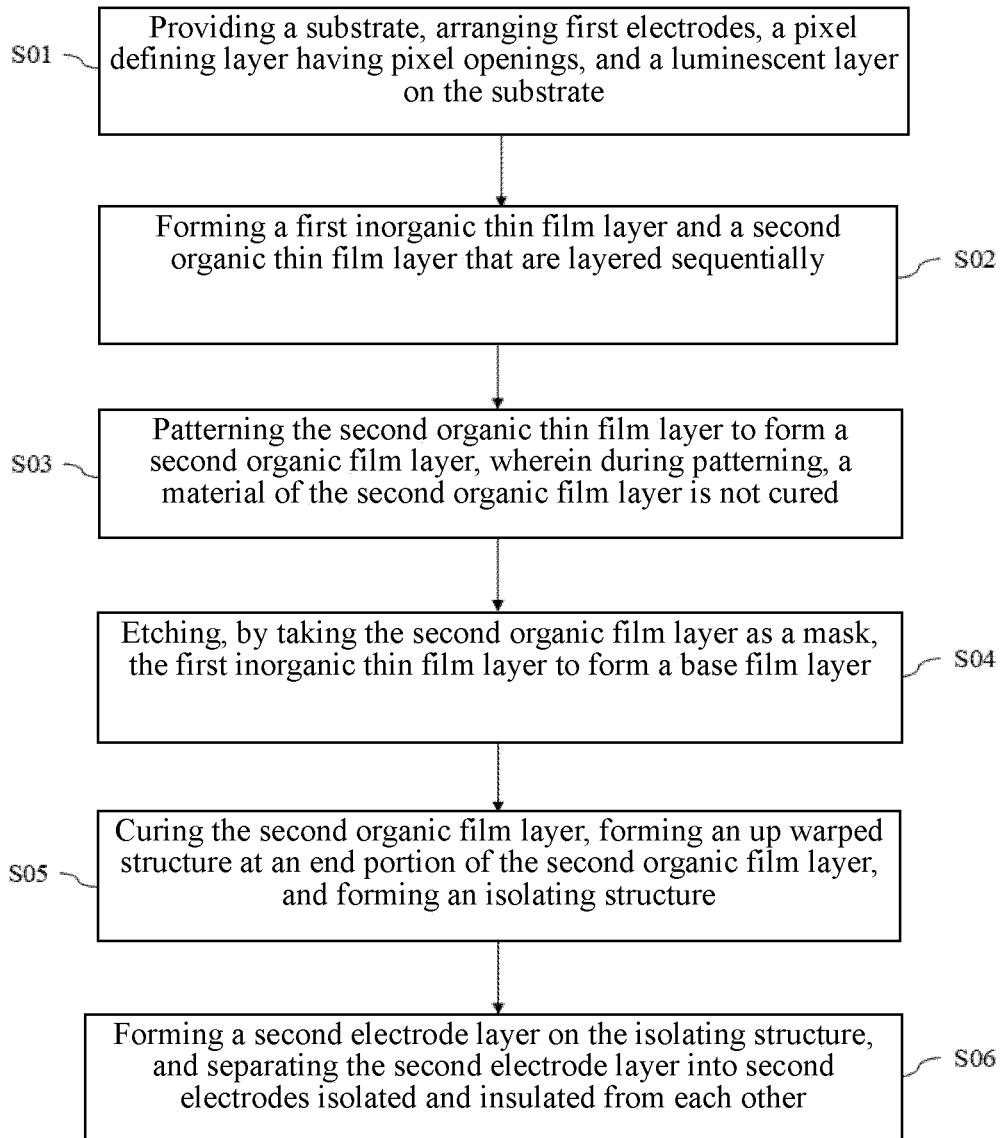 S01
Providing a substrate, arranging first electrodes, a pixel
defining layer having pixel openings, and a luminescent layer
on the substrate
Forming a first inorganic thin film layer and a second
organic thin film layer that are layered sequentially
S02
S03
Patterning the second organic thin film layer to form a
second organic film layer, wherein during patterning, a
material of the second organic film layer is not cured
Etching, by taking the second organic film layer as a mask,
the first inorganic thin film layer to form a base film layer
S04
S05
Curing the second organic film layer, forming an up warped
structure at an end portion of the second organic film layer,
and forming an isolating structure
Forming a second electrode layer on the isolating structure,
and separating the second electrode layer into second
electrodes isolated and insulated from each other
S06